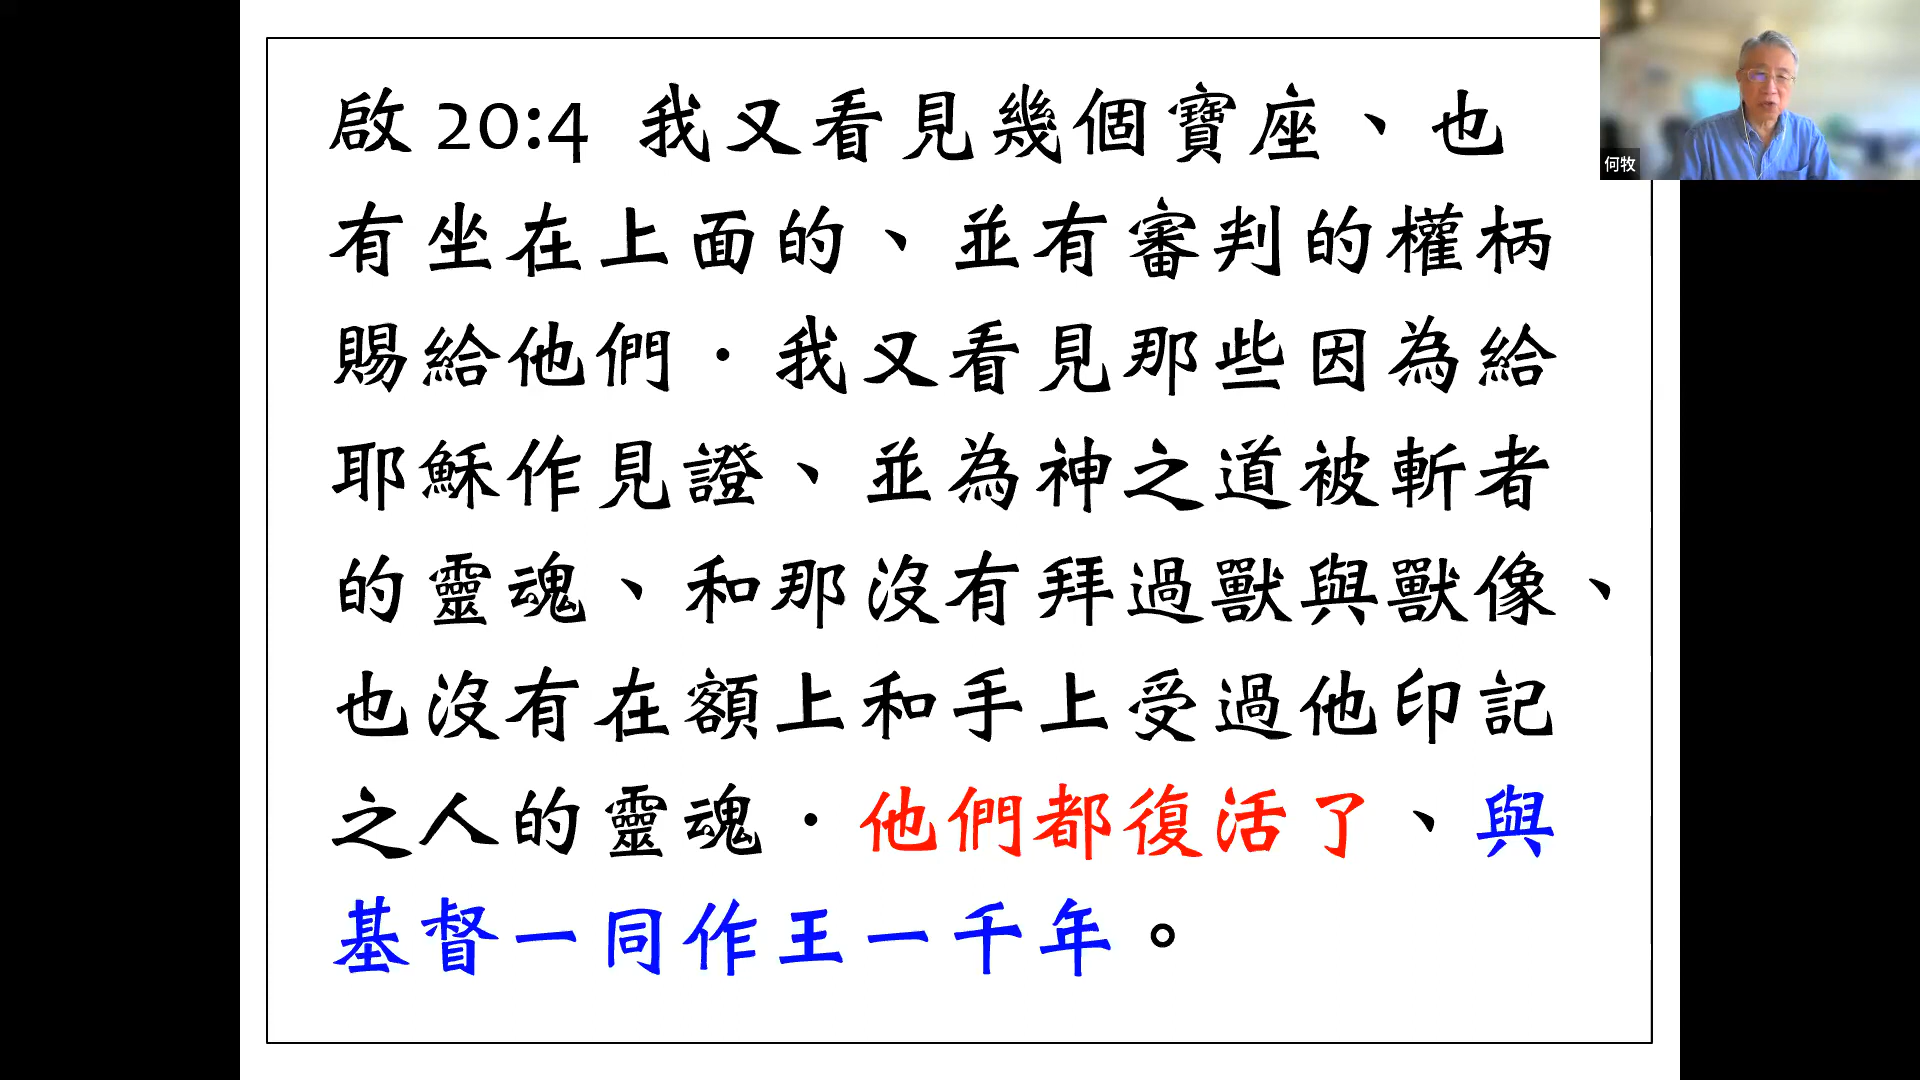 啟 20:4 我又看見幾個寶座、也
有坐在上面的、並有審判的權柄
賜給他們．我又看見那些因為給
耶穌作見證、並為神之道被斬者
的靈魂、和那沒有拜過獸與獸像、
也沒有在額上和手上受過他印記
之人的靈魂．他們都復活了、與
基督一同作王一千年。
何牧